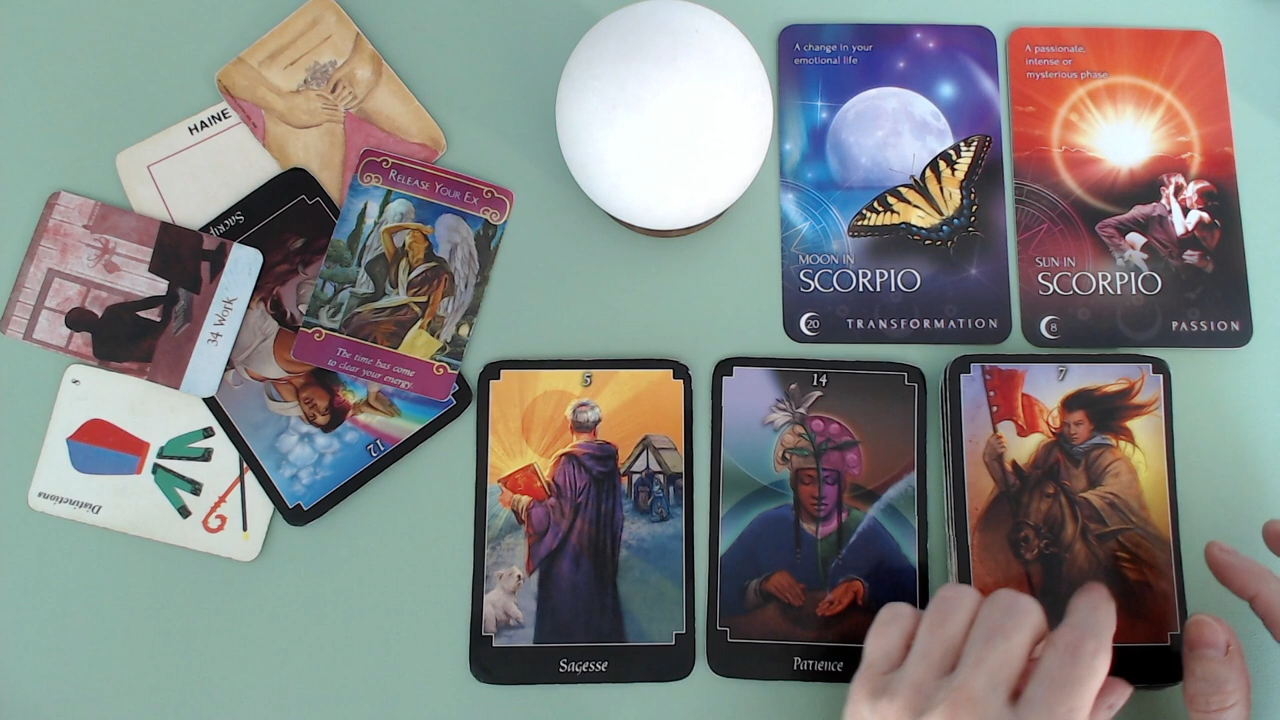 HAINE
RELEASE YOUR EX
The time has come
to clear your energy.
34 Work
12
S
Distinctions
A change in your
emotional life
MOON IN
SCORPIO
20
TRANSFORMATION
A passionate,
intense or
mysterious phase
SUN IN
SCORPIO
8
PASSION
5
Sagesse
14
Patience
7